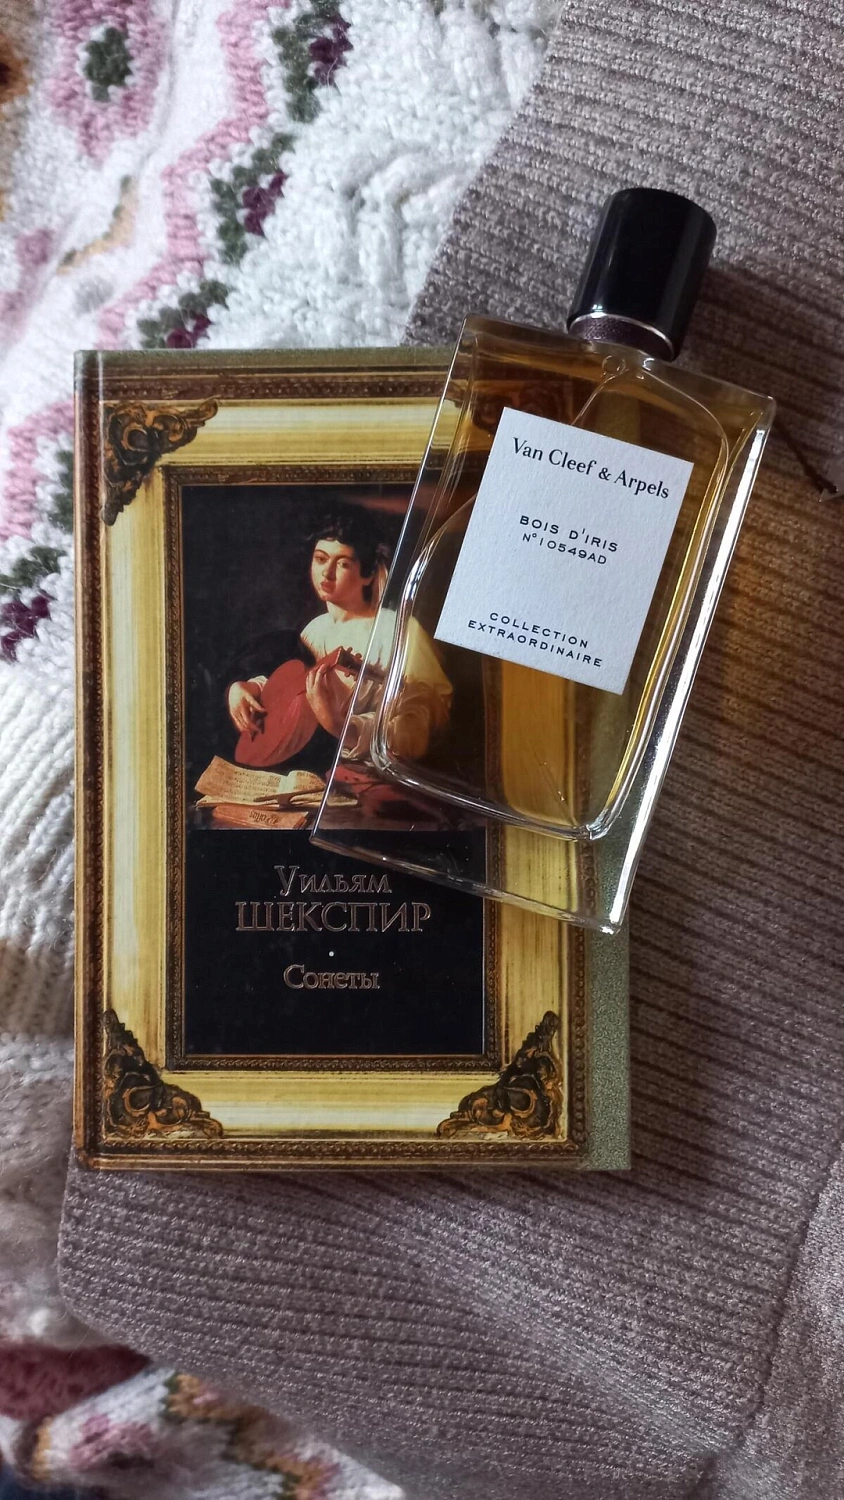 Van Cleef & Arpels
BOIS D'IRIS
N°10549AD
COLLECTION
EXTRAORDINAIRE
Уильям
ШЕКСПИР
•
Сонеты